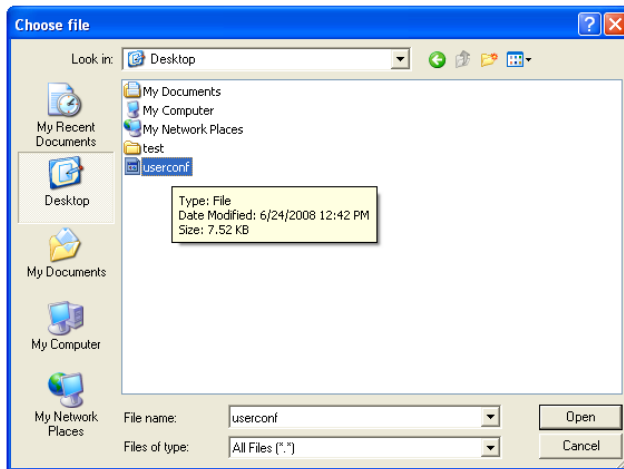 Choose file
Look in:
Desktop
My Recent
Documents
Desktop
My Documents
My Computer
My Network
Places
My Documents
My Computer
My Network Places
test
userconf
Type: File
Date Modified: 6/24/2008 12:42 PM
Size: 7.52 KB
File name:
userconf
Open
Files of type:
All Files (*.*)
Cancel